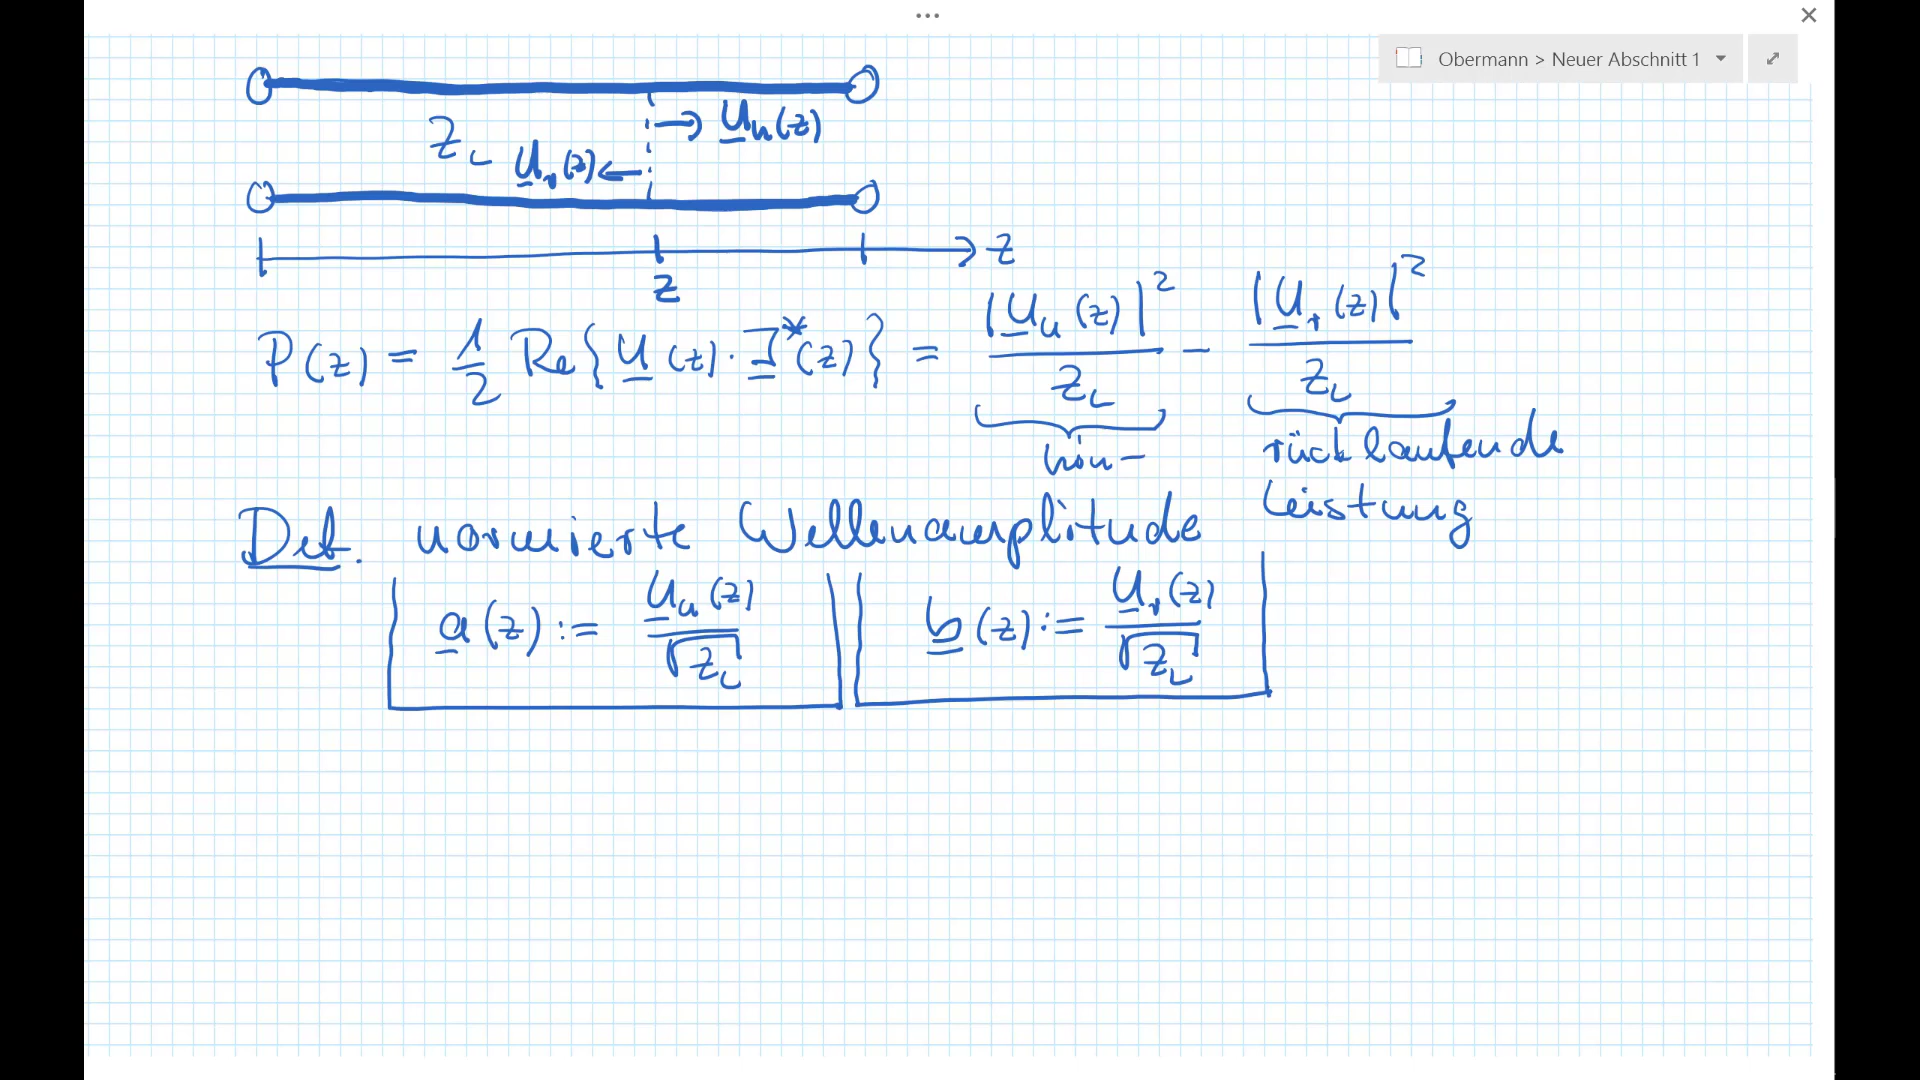 Obermann > Neuer Abschnitt 1
Z_L U_r(z) ← → U_h(z)
z
z
P(z) = 1/2 Re{U(z) · I*(z)} = |U_h(z)|²/Z_L − |U_r(z)|²/Z_L
hin- rücklaufende
Leistung
Def. normierte Wellenamplitude
a(z) := U_h(z)/√Z_L b(z) := U_r(z)/√Z_L